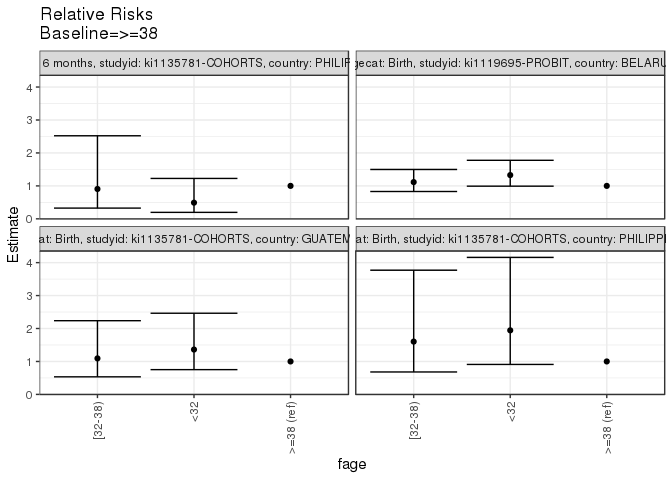 Relative Risks
Baseline=>=38
6 months, studyid: ki1135781-COHORTS, country: PHILIP
gecat: Birth, studyid: ki1119695-PROBIT, country: BELARU
4
3
2
1
0
at: Birth, studyid: ki1135781-COHORTS, country: GUATEM
at: Birth, studyid: ki1135781-COHORTS, country: PHILIPPI
4
3
2
1
0
Estimate
[32-38)
<32
>=38 (ref)
[32-38)
<32
>=38 (ref)
fage